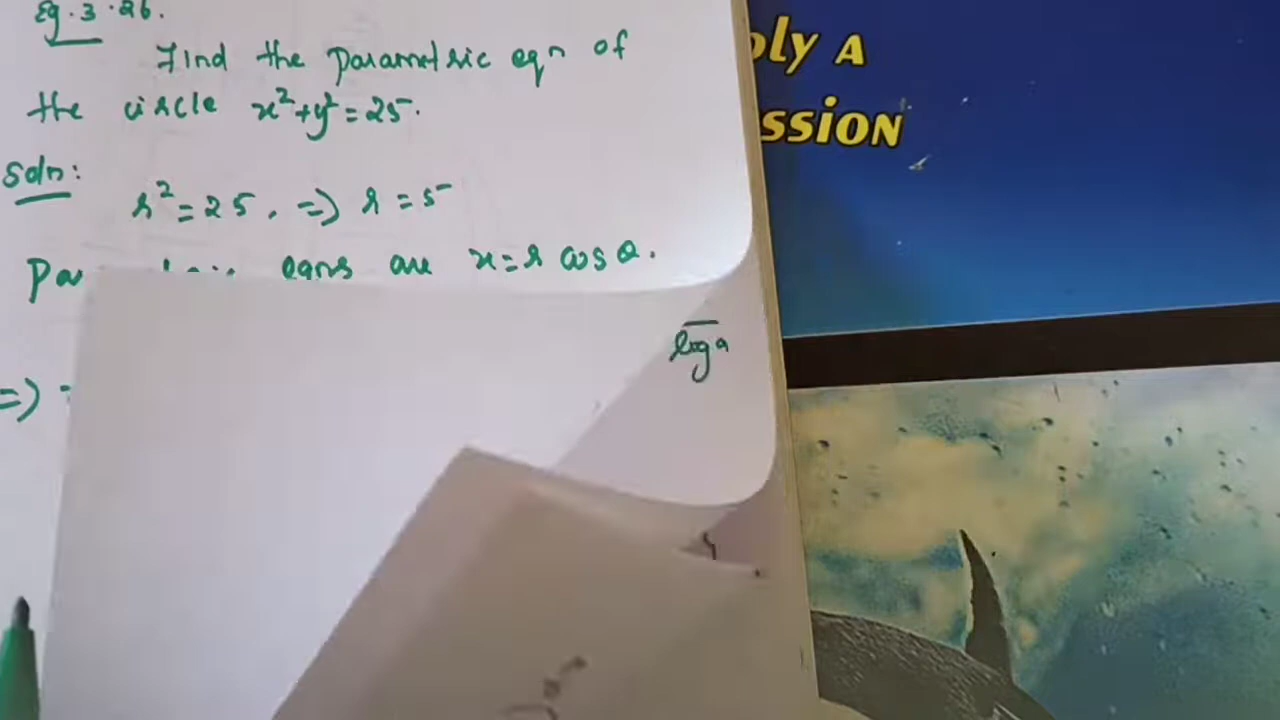 Eg. 3.26.
Find the parametric eqn of
the circle x²+y²=25.
Soln:
r²=25. => r=5
eqns are x=r cos θ.
=>
log a
ply A
ssion